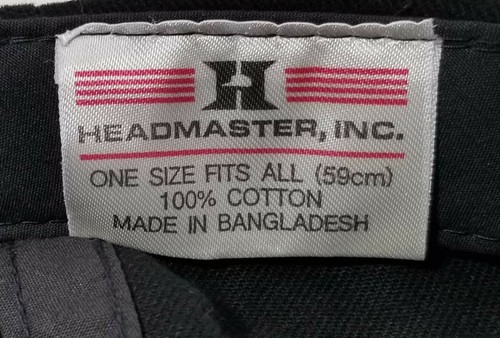 H
HEADMASTER, INC.
ONE SIZE FITS ALL (59cm)
100% COTTON
MADE IN BANGLADESH